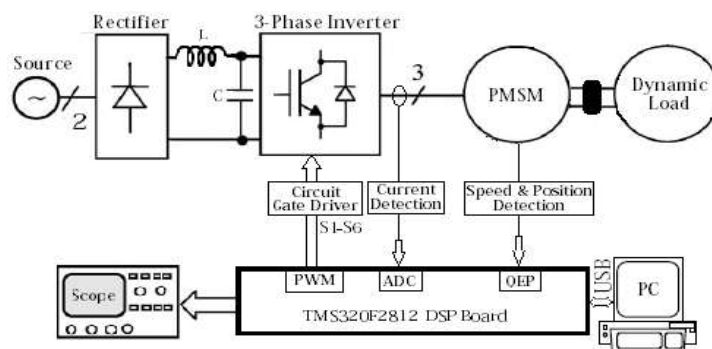 Rectifier
L
3-Phase Inverter
Source
~
2
C
3
PMSM
Dynamic
Load
Circuit
Gate Driver
Current
Detection
Speed & Position
Detection
S1-S6
PWM
ADC
QEP
USB
Scope
PC
TMS320F2812 DSP Board